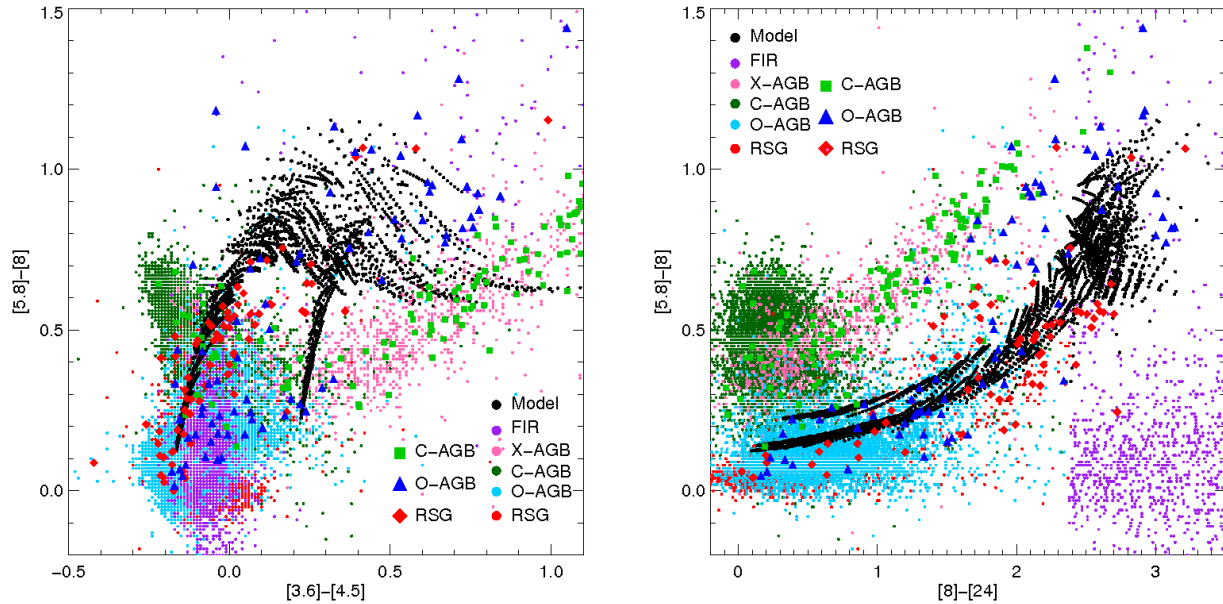 1.5
1.0
0.5
0.0
[5.8]−[8]
−0.5
0.0
0.5
1.0
[3.6]−[4.5]
Model
FIR
C−AGB X−AGB
C−AGB
O−AGB O−AGB
RSG RSG
1.5
1.0
0.5
0.0
[5.8]−[8]
0
1
2
3
[8]−[24]
Model
FIR
X−AGB C−AGB
C−AGB
O−AGB O−AGB
RSG RSG